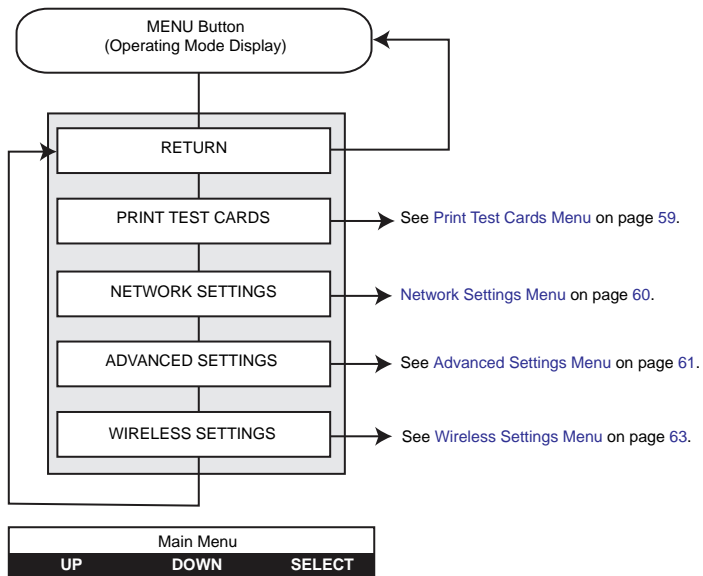 MENU Button
(Operating Mode Display)
RETURN
PRINT TEST CARDS
See Print Test Cards Menu on page 59.
NETWORK SETTINGS
Network Settings Menu on page 60.
ADVANCED SETTINGS
See Advanced Settings Menu on page 61.
WIRELESS SETTINGS
See Wireless Settings Menu on page 63.
Main Menu
UP DOWN SELECT